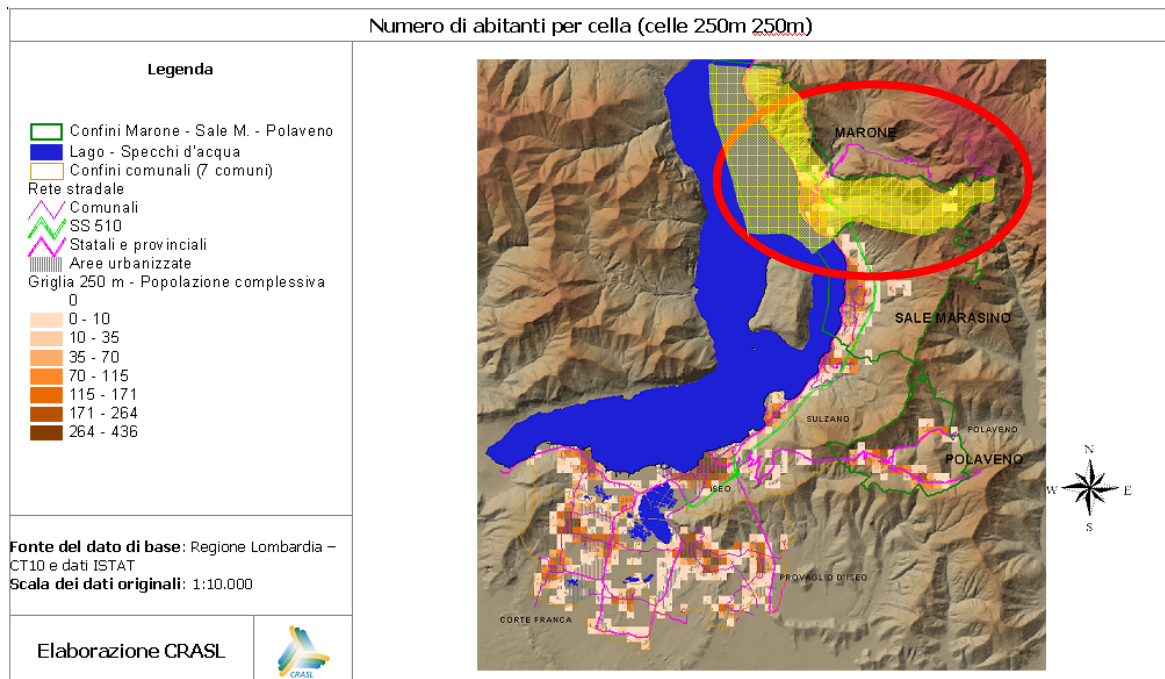 Numero di abitanti per cella (celle 250m 250m)
Legenda
Confini Marone - Sale M. - Polaveno
Lago - Specchi d'acqua
Confini comunali (7 comuni)
Rete stradale
Comunali
SS 510
Statali e provinciali
Aree urbanizzate
Griglia 250 m - Popolazione complessiva
0
0 - 10
10 - 35
35 - 70
70 - 115
115 - 171
171 - 264
264 - 436
Fonte del dato di base: Regione Lombardia –
CT10 e dati ISTAT
Scala dei dati originali: 1:10.000
Elaborazione CRASL
CRASL
MARONE
SALE MARASINO
SULZANO
POLAVENO
POLAVENO
ISEO
PROVAGLIO D'ISEO
CORTE FRANCA
N
W
E
S